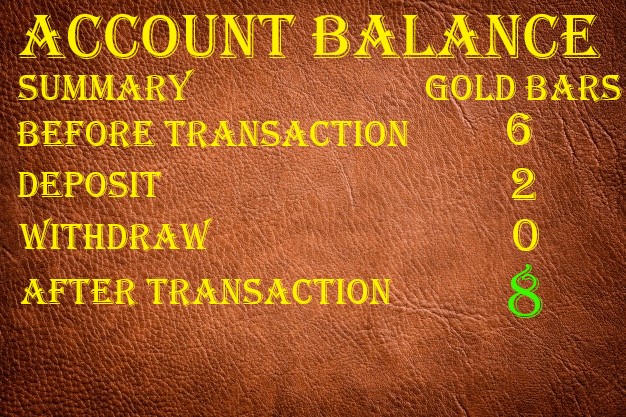 ACCOUNT BALANCE
SUMMARY GOLD BARS
BEFORE TRANSACTION 6
DEPOSIT 2
WITHDRAW 0
AFTER TRANSACTION 8